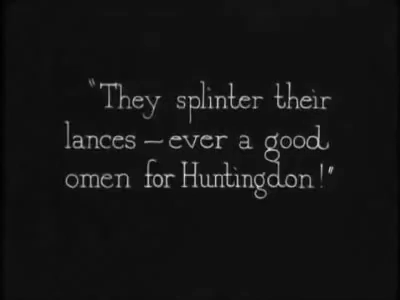 "They splinter their
lances — ever a good
omen for Huntingdon!"